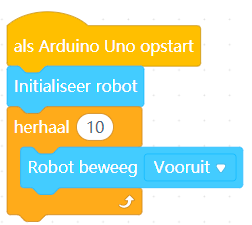 als Arduino Uno opstart
Initialiseer robot
herhaal 10
Robot beweeg Vooruit